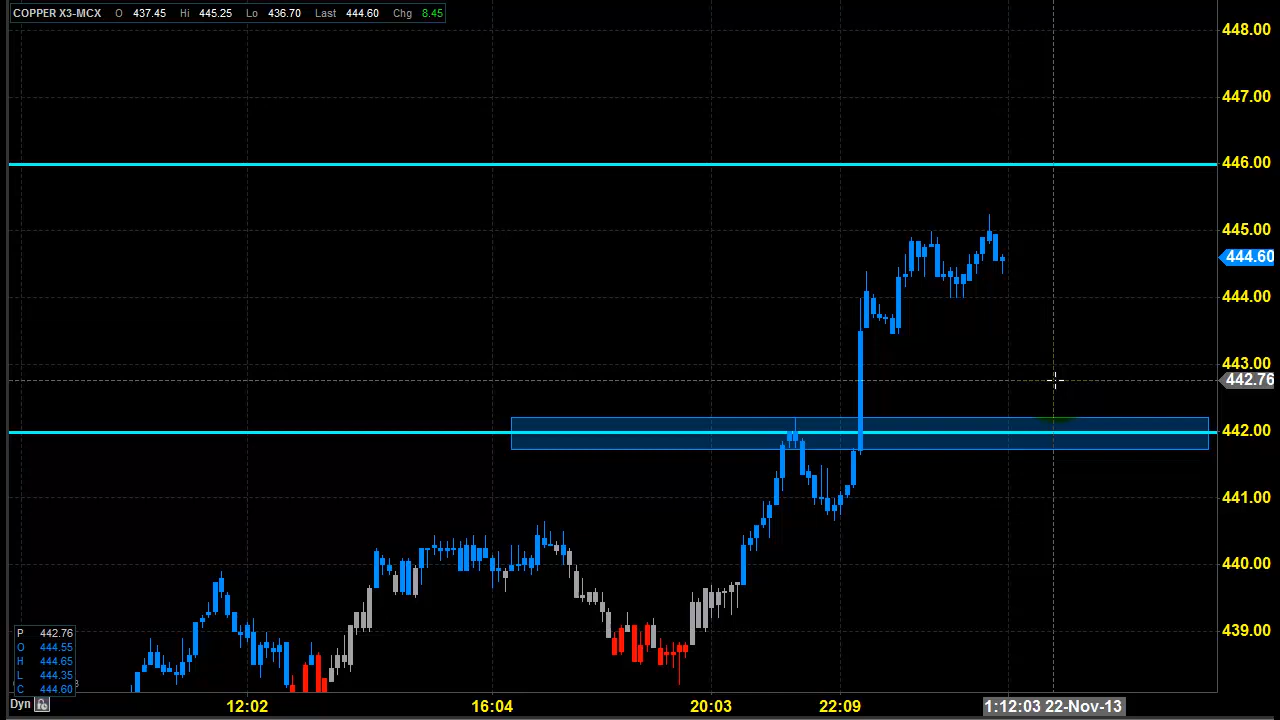 COPPER X3-MCX O 437.45 Hi 445.25 Lo 436.70 Last 444.60 Chg 8.45
448.00
447.00
446.00
445.00
444.60
444.00
443.00
442.76
442.00
441.00
440.00
439.00
P 442.76
O 444.55
H 444.65
L 444.35
C 444.60
Dyn
12:02 16:04 20:03 22:09 1:12:03 22-Nov-13